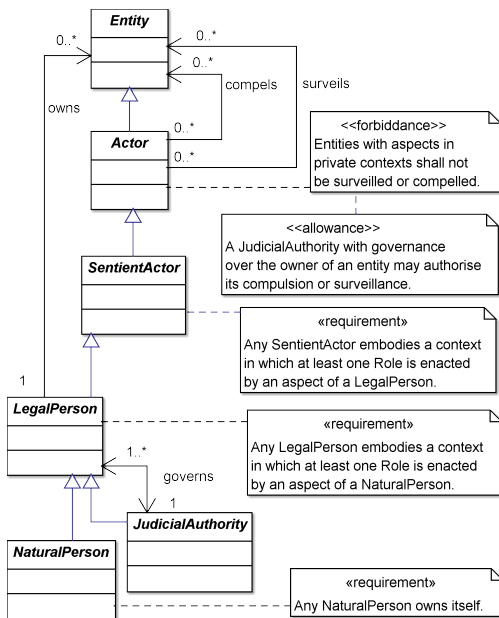 Entity
0..*
0..*
0..*
compels
surveils
owns
Actor
0..*
0..*
<<forbiddance>>
Entities with aspects in
private contexts shall not
be surveilled or compelled.
<<allowance>>
A JudicialAuthority with governance
over the owner of an entity may authorise
its compulsion or surveillance.
SentientActor
«requirement»
Any SentientActor embodies a context
in which at least one Role is enacted
by an aspect of a LegalPerson.
1
LegalPerson
«requirement»
Any LegalPerson embodies a context
in which at least one Role is enacted
by an aspect of a NaturalPerson.
1..*
governs
1
JudicialAuthority
NaturalPerson
«requirement»
Any NaturalPerson owns itself.